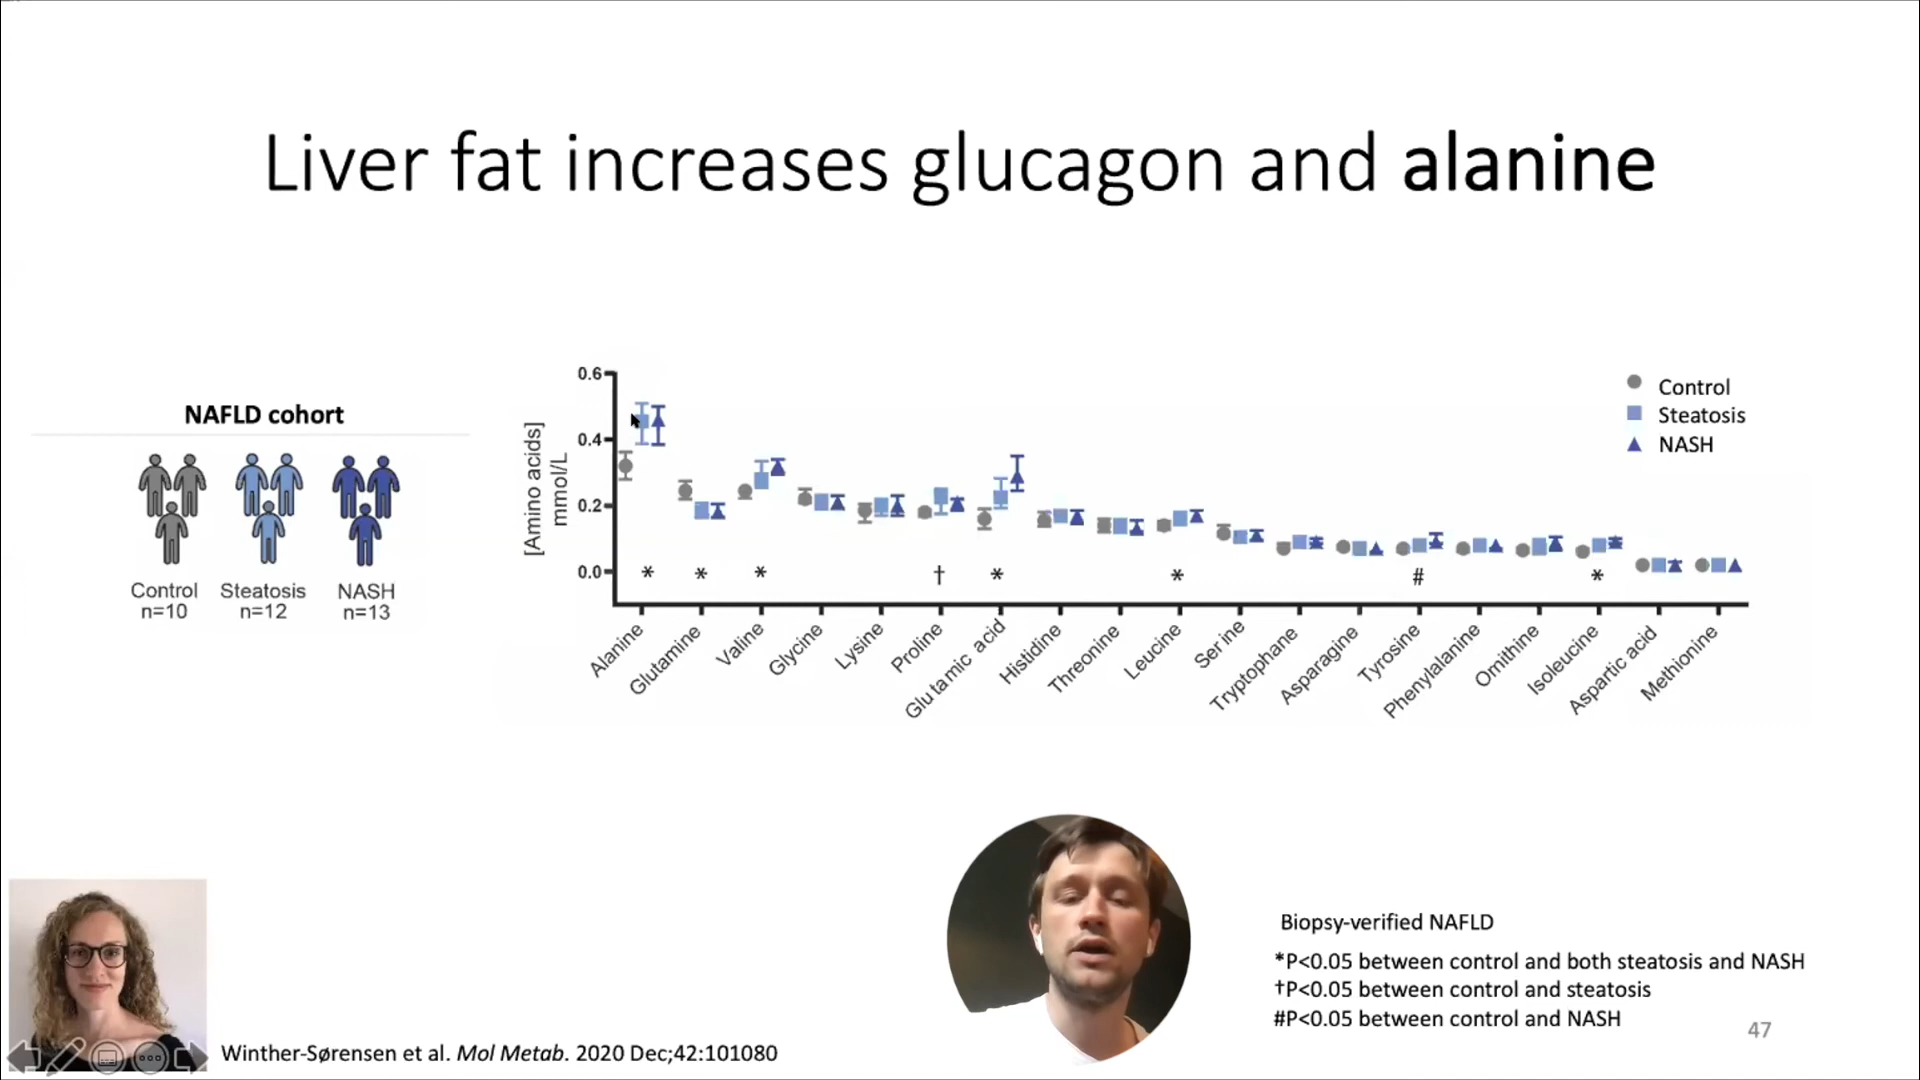 Liver fat increases glucagon and alanine
NAFLD cohort
Control
n=10
Steatosis
n=12
NASH
n=13
[Amino acids]
mmol/L
0.6
0.4
0.2
0.0
* * * † * * # *
Alanine
Glutamine
Valine
Glycine
Lysine
Proline
Glutamic acid
Histidine
Threonine
Leucine
Serine
Tryptophane
Asparagine
Tyrosine
Phenylalanine
Ornithine
Isoleucine
Aspartic acid
Methionine
Control
Steatosis
NASH
Biopsy-verified NAFLD
*P<0.05 between control and both steatosis and NASH
†P<0.05 between control and steatosis
#P<0.05 between control and NASH
47
Winther-Sørensen et al. Mol Metab. 2020 Dec;42:101080